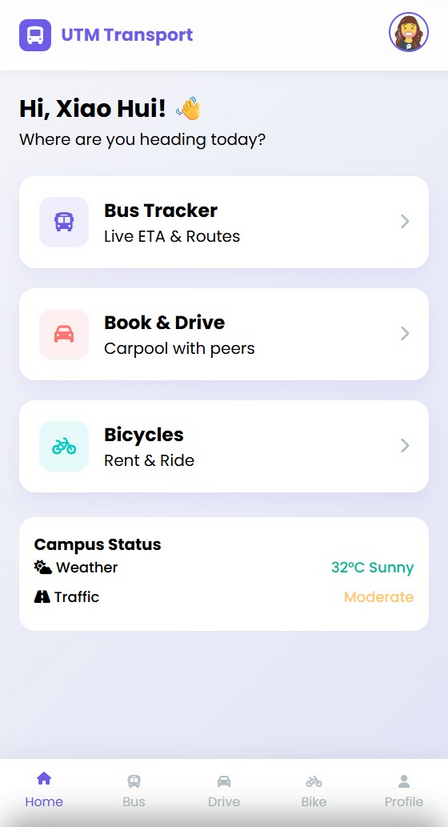 UTM Transport
Hi, Xiao Hui! 👋
Where are you heading today?
Bus Tracker
Live ETA & Routes
Book & Drive
Carpool with peers
Bicycles
Rent & Ride
Campus Status
Weather 32°C Sunny
Traffic Moderate
Home Bus Drive Bike Profile